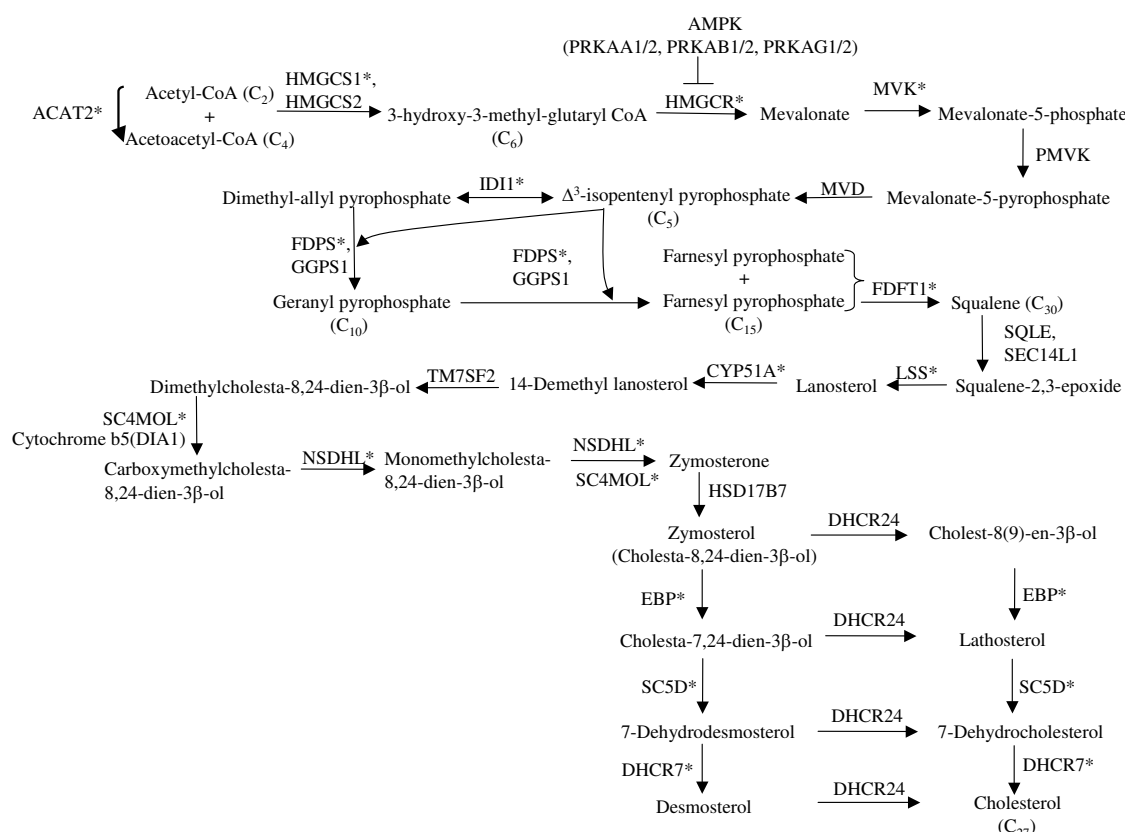 AMPK
(PRKAA1/2, PRKAB1/2, PRKAG1/2)
ACAT2*
Acetyl-CoA (C2)
+
Acetoacetyl-CoA (C4)
HMGCS1*,
HMGCS2
3-hydroxy-3-methyl-glutaryl CoA
(C6)
HMGCR*
Mevalonate
MVK*
Mevalonate-5-phosphate
PMVK
Dimethyl-allyl pyrophosphate
IDI1*
Δ3-isopentenyl pyrophosphate
(C5)
MVD
Mevalonate-5-pyrophosphate
FDPS*,
GGPS1
FDPS*,
GGPS1
Farnesyl pyrophosphate
+
Farnesyl pyrophosphate
(C15)
Geranyl pyrophosphate
(C10)
FDFT1*
Squalene (C30)
SQLE,
SEC14L1
Dimethylcholesta-8,24-dien-3β-ol
TM7SF2
14-Demethyl lanosterol
CYP51A*
Lanosterol
LSS*
Squalene-2,3-epoxide
SC4MOL*
Cytochrome b5(DIA1)
Carboxymethylcholesta-
8,24-dien-3β-ol
NSDHL*
Monomethylcholesta-
8,24-dien-3β-ol
NSDHL*
SC4MOL*
Zymosterone
HSD17B7
Zymosterol
(Cholesta-8,24-dien-3β-ol)
DHCR24
Cholest-8(9)-en-3β-ol
EBP*
EBP*
Cholesta-7,24-dien-3β-ol
DHCR24
Lathosterol
SC5D*
SC5D*
7-Dehydrodesmosterol
DHCR24
7-Dehydrocholesterol
DHCR7*
DHCR7*
Desmosterol
DHCR24
Cholesterol
(C27)